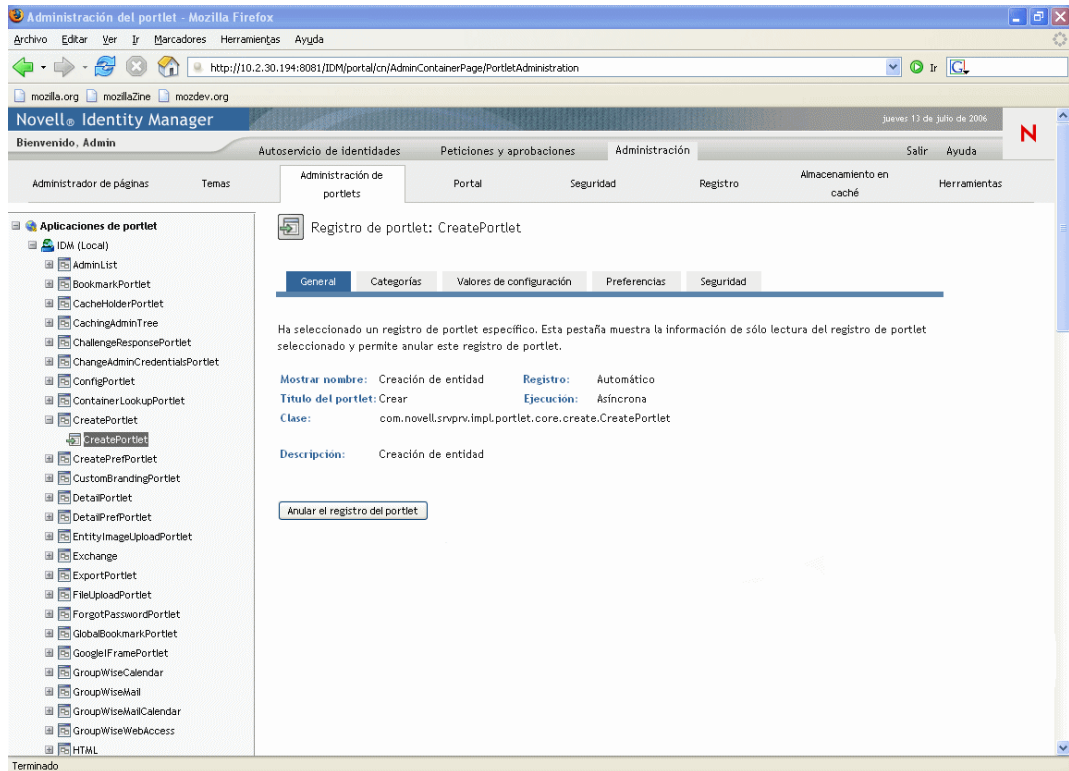 Administración del portlet - Mozilla Firefox
Archivo Editar Ver Ir Marcadores Herramientas Ayuda
http://10.2.30.194:8081/IDM/portal/cn/AdminContainerPage/PortletAdministration Ir G
mozilla.org mozillaZine mozdev.org
Novell® Identity Manager jueves 13 de julio de 2006
N
Bienvenido, Admin
Autoservicio de identidades Peticiones y aprobaciones Administración Salir Ayuda
Administrador de páginas Temas Administración de portlets Portal Seguridad Registro Almacenamiento en caché Herramientas
Aplicaciones de portlet
IDM (Local)
AdminList
BookmarkPortlet
CacheHolderPortlet
CachingAdminTree
ChallengeResponsePortlet
ChangeAdminCredentialsPortlet
ConfigPortlet
ContainerLookupPortlet
CreatePortlet
CreatePortlet
CreatePrefPortlet
CustomBrandingPortlet
DetailPortlet
DetailPrefPortlet
EntityImageUploadPortlet
Exchange
ExportPortlet
FileUploadPortlet
ForgotPasswordPortlet
GlobalBookmarkPortlet
GoogleIFramePortlet
GroupWiseCalendar
GroupWiseMail
GroupWiseMailCalendar
GroupWiseWebAccess
HTML
Registro de portlet: CreatePortlet
General Categorías Valores de configuración Preferencias Seguridad
Ha seleccionado un registro de portlet específico. Esta pestaña muestra la información de sólo lectura del registro de portlet
seleccionado y permite anular este registro de portlet.
Mostrar nombre: Creación de entidad Registro: Automático
Título del portlet: Crear Ejecución: Asíncrona
Clase: com.novell.srvprv.impl.portlet.core.create.CreatePortlet
Descripción: Creación de entidad
Anular el registro del portlet
Terminado